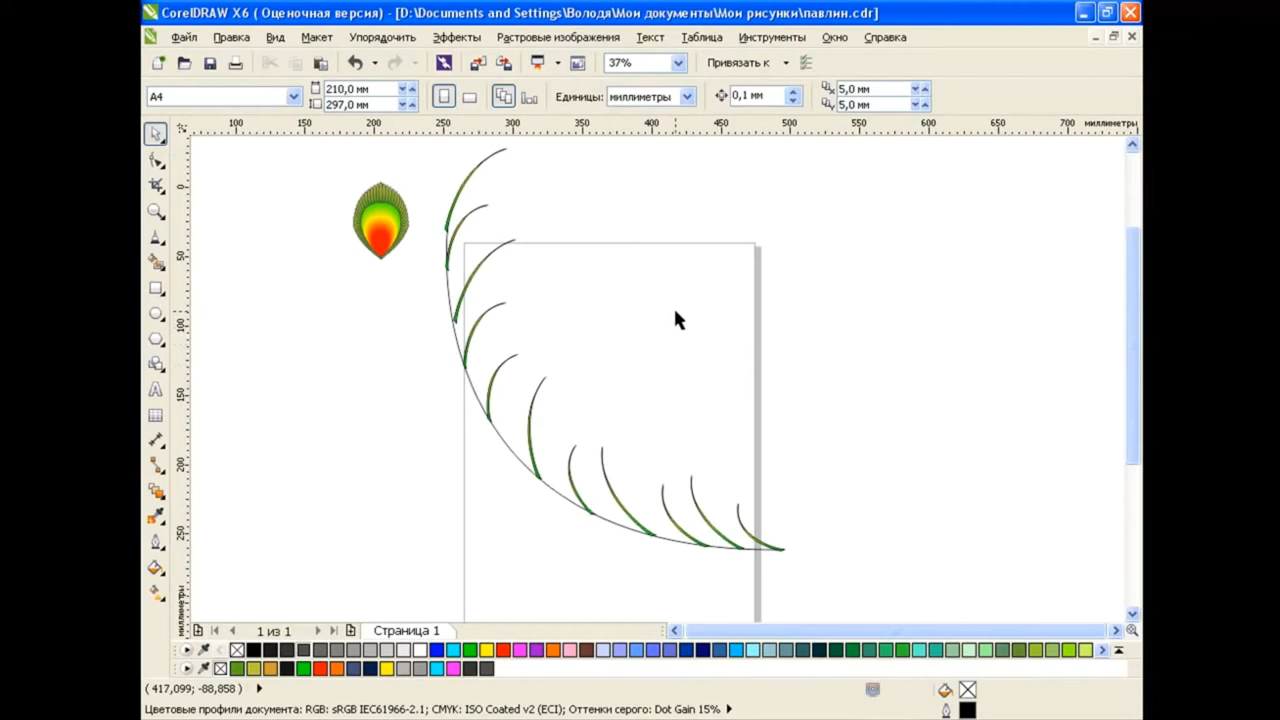 CorelDRAW X6 ( Оценочная версия) - [D:\Documents and Settings\Володя\Мои документы\Мои рисунки\павлин.cdr]
Файл Правка Вид Макет Упорядочить Эффекты Растровые изображения Текст Таблица Инструменты Окно Справка
37% Привязать к
A4 210,0 мм 297,0 мм Единицы: миллиметры 0,1 мм 5,0 мм 5,0 мм
100 200 250 300 350 400 450 500 550 600 650 700 миллиметры
0
50
100
150
200
250
миллиметры
1 из 1 Страница 1
( 417,099; -88,858 )
Цветовые профили документа: RGB: sRGB IEC61966-2.1; CMYK: ISO Coated v2 (ECI); Оттенки серого: Dot Gain 15%